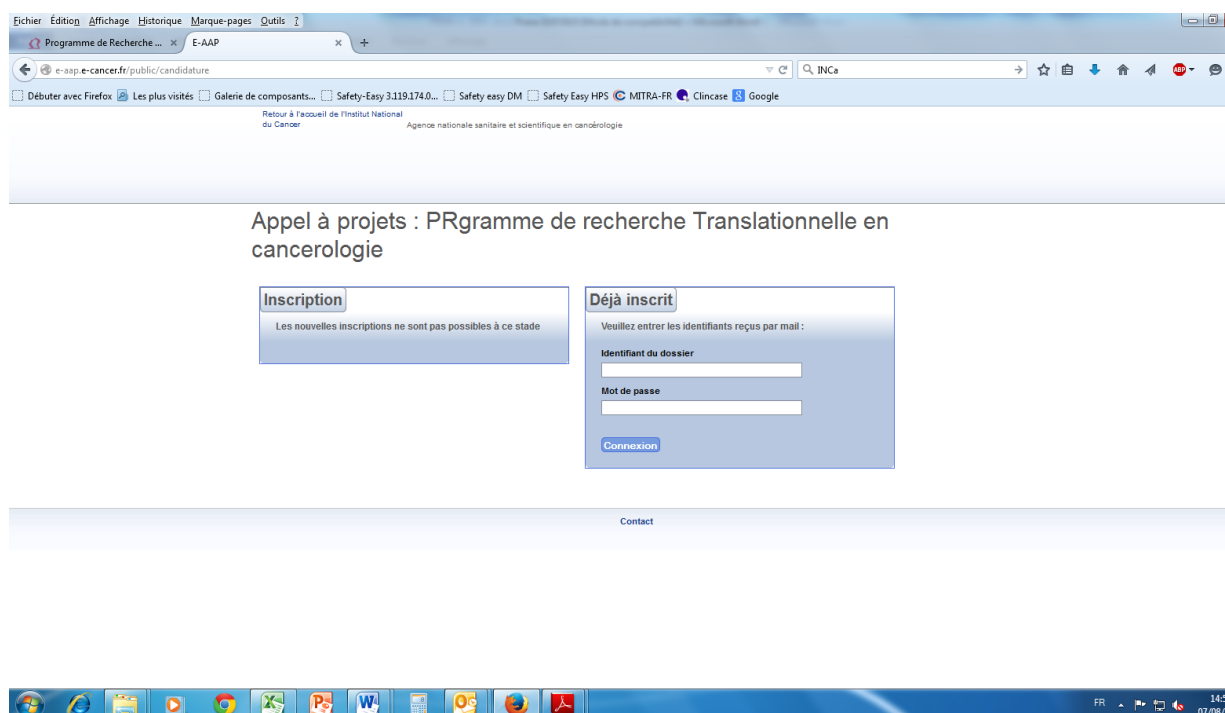 Fichier Édition Affichage Historique Marque-pages Outils ?
Programme de Recherche ... × E-AAP × +
e-aap.e-cancer.fr/public/candidature INCa ABP
Débuter avec Firefox Les plus visités Galerie de composants... Safety-Easy 3.119.174.0... Safety easy DM Safety Easy HPS MITRA-FR Clincase 8 Google
Retour à l'accueil de l'Institut National
du Cancer
Agence nationale sanitaire et scientifique en cancérologie
Appel à projets : PRgramme de recherche Translationnelle en
cancerologie
Inscription
Les nouvelles inscriptions ne sont pas possibles à ce stade
Déjà inscrit
Veuillez entrer les identifiants reçus par mail :
Identifiant du dossier
Mot de passe
Connexion
Contact
FR